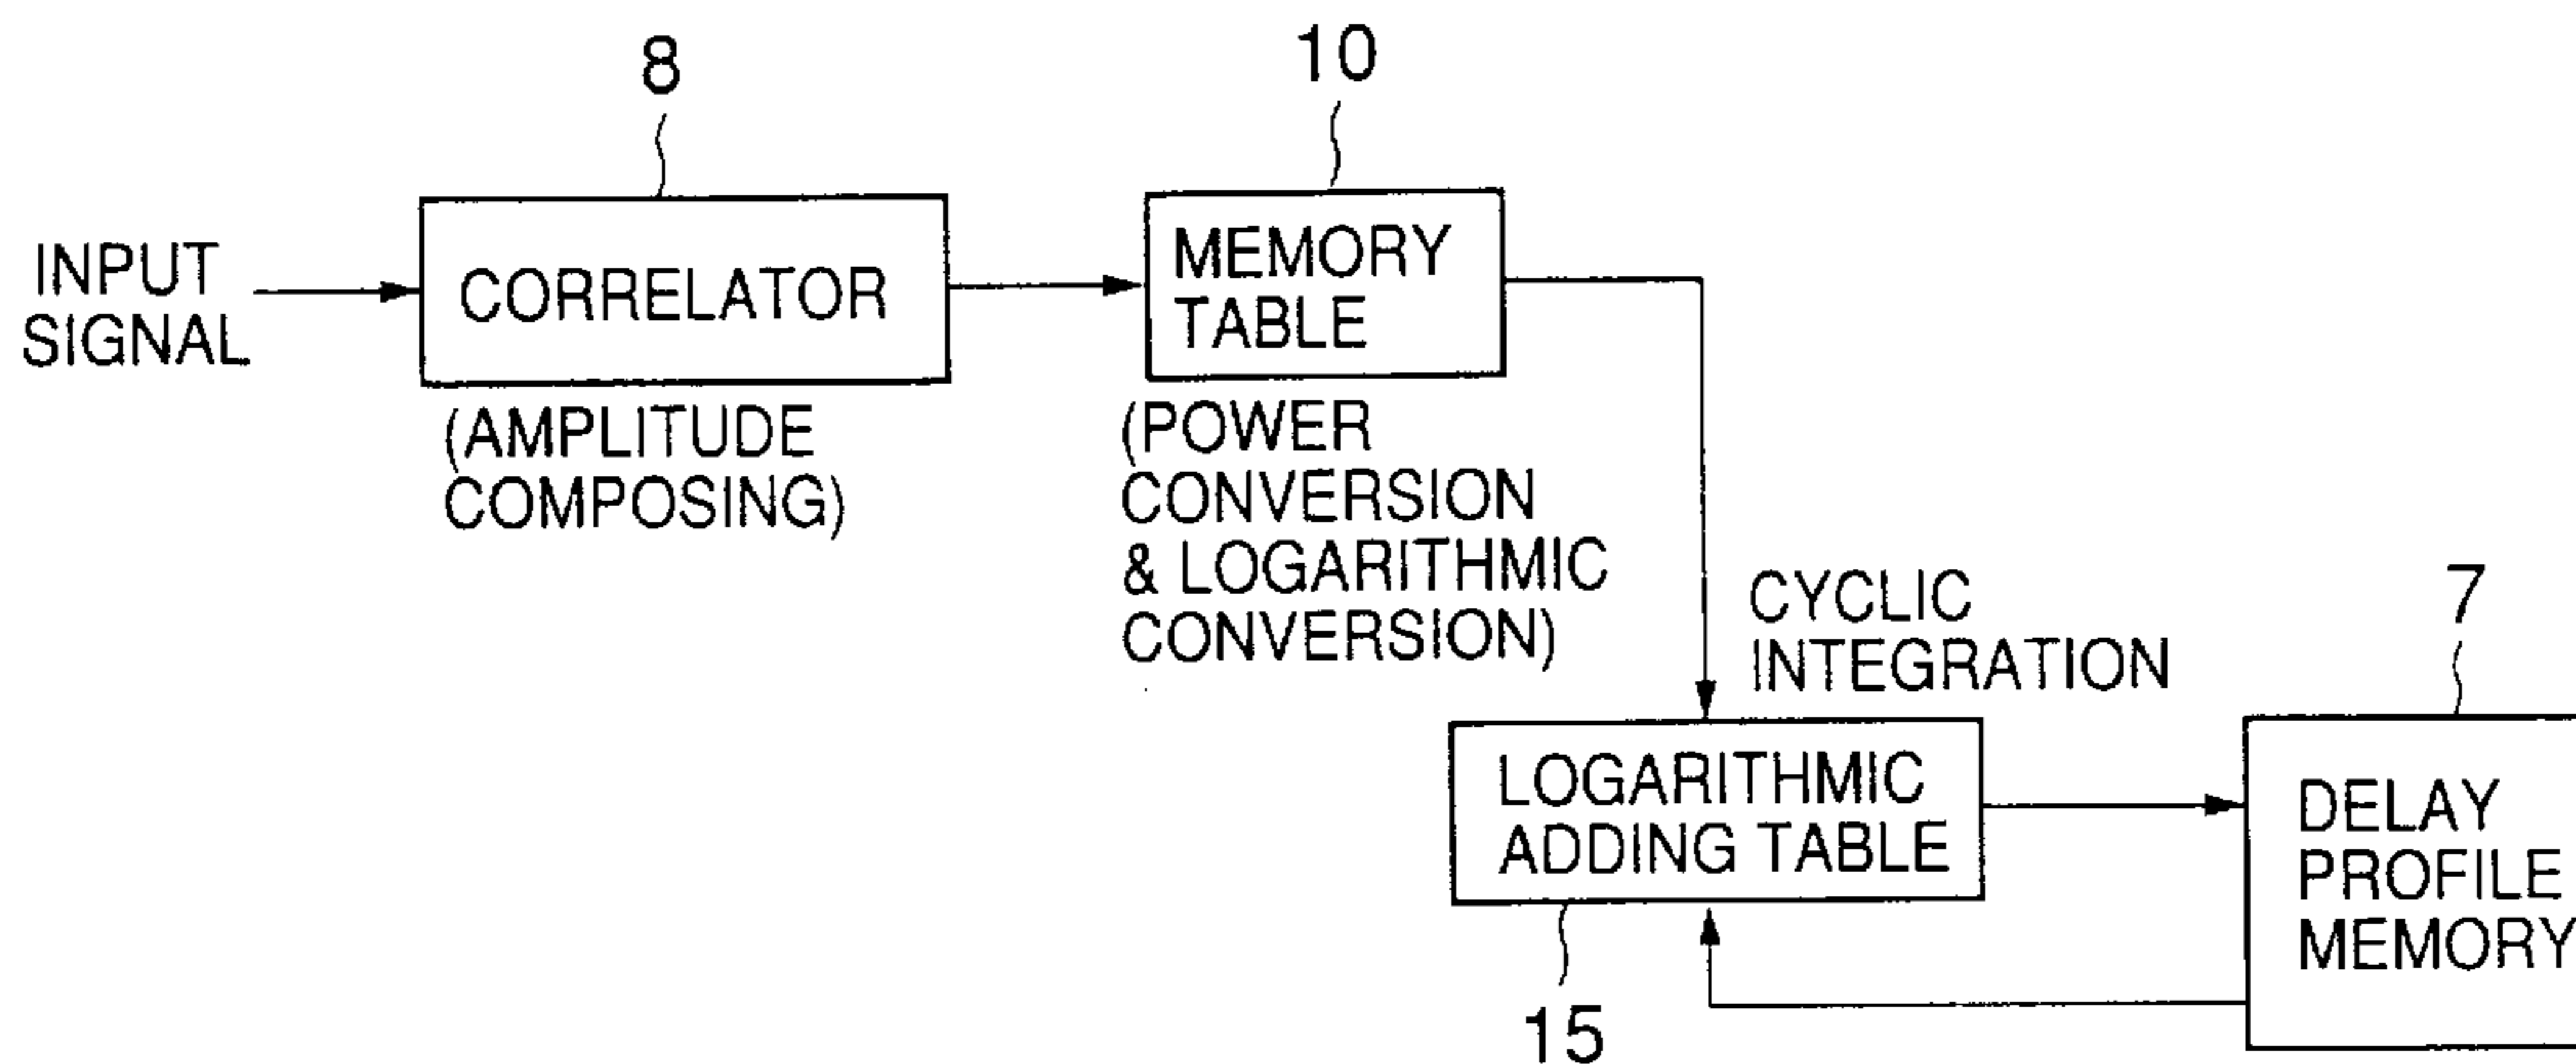 8
10
INPUT
SIGNAL
CORRELATOR
MEMORY
TABLE
(AMPLITUDE
COMPOSING)
(POWER
CONVERSION
& LOGARITHMIC
CONVERSION)
CYCLIC
INTEGRATION
7
LOGARITHMIC
ADDING TABLE
DELAY
PROFILE
MEMORY
15